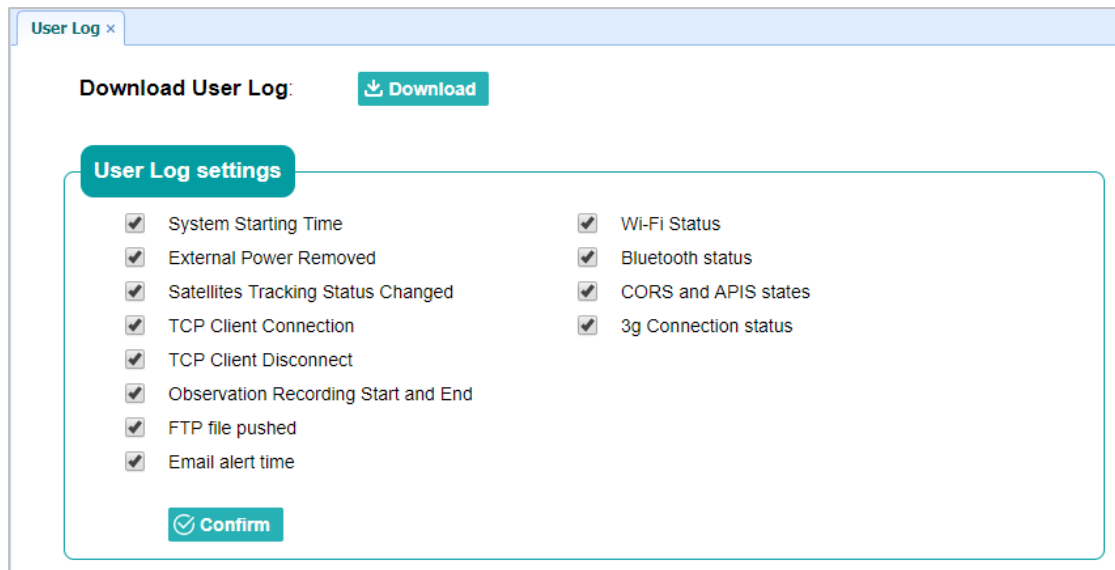 User Log ×
Download User Log:
Download
User Log settings
System Starting Time
External Power Removed
Satellites Tracking Status Changed
TCP Client Connection
TCP Client Disconnect
Observation Recording Start and End
FTP file pushed
Email alert time
Wi-Fi Status
Bluetooth status
CORS and APIS states
3g Connection status
Confirm